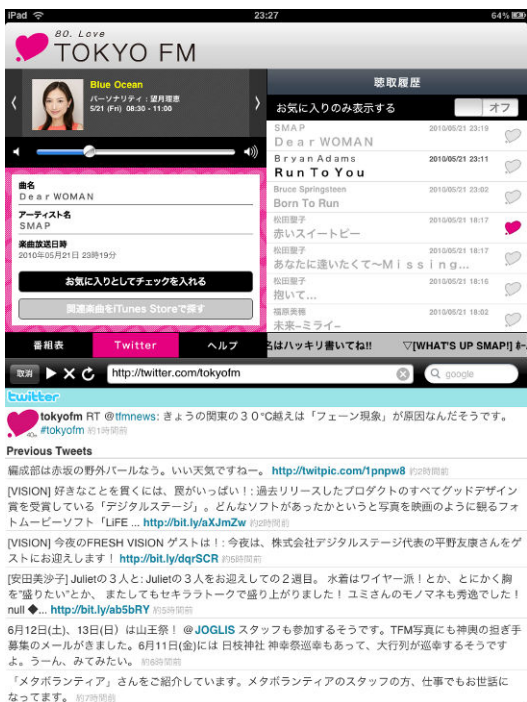 iPad 23:27 64%
80. Love
TOKYO FM
Blue Ocean
パーソナリティ：望月理恵
5/21 (Fri) 08:30 - 11:00
曲名
Dear WOMAN
アーティスト名
SMAP
楽曲放送日時
2010年05月21日 23時19分
お気に入りとしてチェックを入れる
関連楽曲をiTunes Storeで探す
聴取履歴
お気に入りのみ表示する オフ
SMAP 2010/05/21 23:19
Dear WOMAN
Bryan Adams 2010/05/21 23:11
Run To You
Bruce Springsteen 2010/05/21 23:02
Born To Run
松田聖子 2010/05/21 18:17
赤いスイートピー
松田聖子 2010/05/21 18:17
あなたに逢いたくて〜Missing...
松田聖子 2010/05/21 18:16
抱いて...
福原美穂 2010/05/21 18:02
未来−ミライ−
番組表 Twitter ヘルプ 名はハッキリ書いてね!! ▽[WHAT'S UP SMAP!]
取消 http://twitter.com/tokyofm google
twitter
tokyofm RT @tfmnews: きょうの関東の３０℃越えは「フェーン現象」が原因なんだそうです。
#tokyofm 約1時間前
Previous Tweets
編成部は赤坂の野外バールなう。いい天気ですねー。 http://twitpic.com/1pnpw8 約2時間前
[VISION] 好きなことを貫くには、罠がいっぱい！: 過去リリースしたプロダクトのすべてグッドデザイン
賞を受賞している「デジタルステージ」。どんなソフトがあったかというと写真を映画のように観るフォ
トムービーソフト「LiFE ... http://bit.ly/aXJmZw 約2時間前
[VISION] 今夜のFRESH VISION ゲストは！: 今夜は、株式会社デジタルステージ代表の平野友康さんをゲ
ストにお迎えします！ http://bit.ly/dqrSCR 約5時間前
[安田美沙子] Julietの３人と: Julietの３人をお迎えしての２週目。 水着はワイヤー派！とか、とにかく胸
を"盛りたい"とか、 またしてもセキララトークで盛り上がりました！ ユミさんのモノマネも秀逸でした！
null ◆... http://bit.ly/ab5bRY 約5時間前
6月12日(土)、13日(日）は山王祭！ @JOGLIS スタッフも参加するそうです。TFM写真にも神輿の担ぎ手
募集のメールがきました。6月11日(金)には 日枝神社 神幸祭巡幸もあって、大行列が巡幸するそうです
よ。うーん、みてみたい。 約6時間前
「メタボランティア」さんをご紹介しています。メタボランティアのスタッフの方、仕事でもお世話に
なってます。 約7時間前